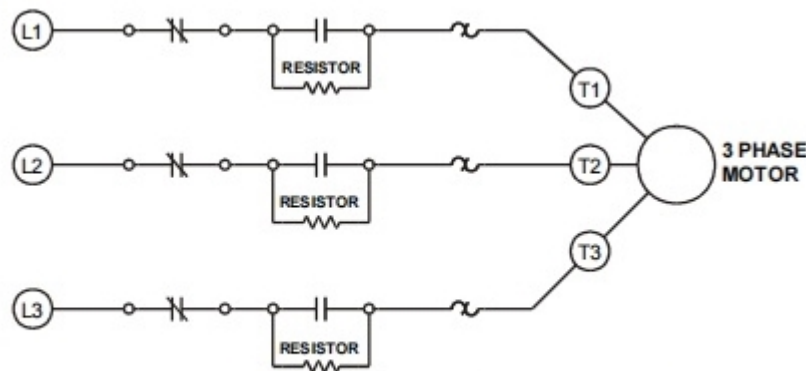 L1
RESISTOR
T1
L2
RESISTOR
T2
3 PHASE
MOTOR
T3
L3
RESISTOR